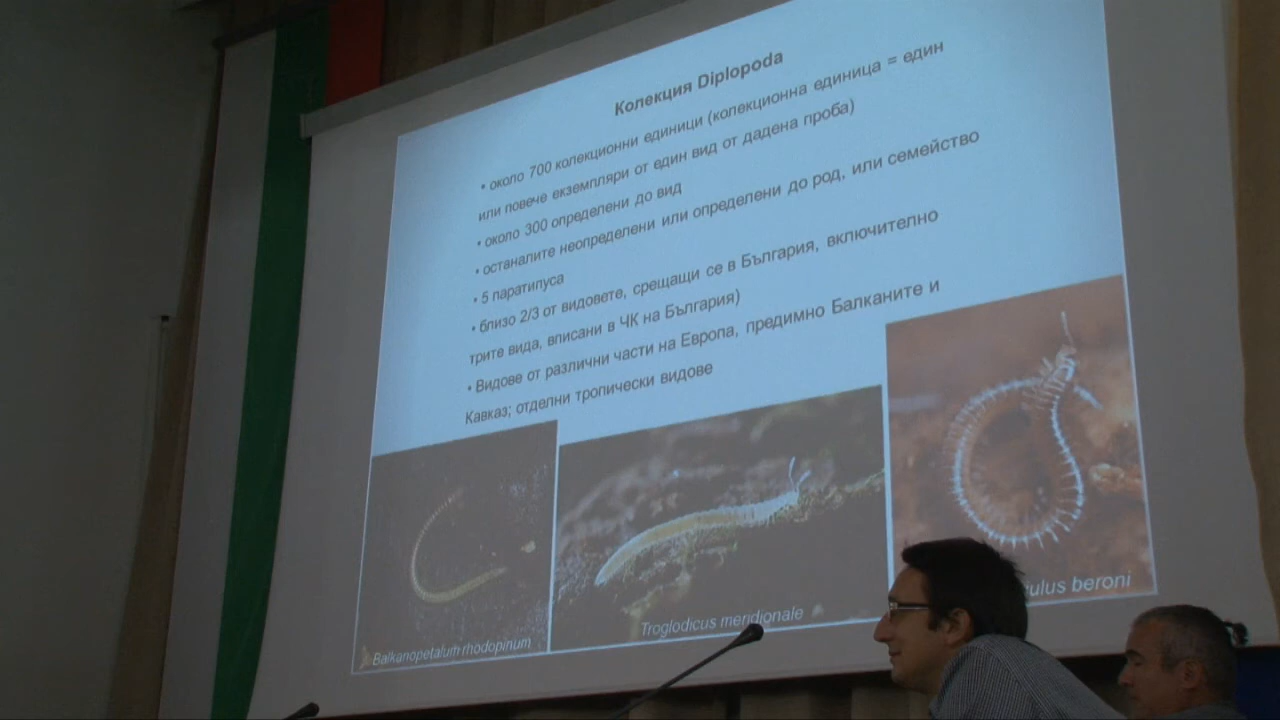 Колекция Diplopoda
• около 700 колекционни единици (колекционна единица = един
или повече екземпляри от един вид от дадена проба)
• около 300 определени до вид
• останалите неопределени или определени до род, или семейство
• 5 паратипуса
• близо 2/3 от видовете, срещащи се в България, включително
трите вида, вписани в ЧК на България)
• Видове от различни части на Европа, предимно Балканите и
Кавказ; отделни тропически видове
Balkanopetalum rhodopinum
Troglodicus meridionale
beroni